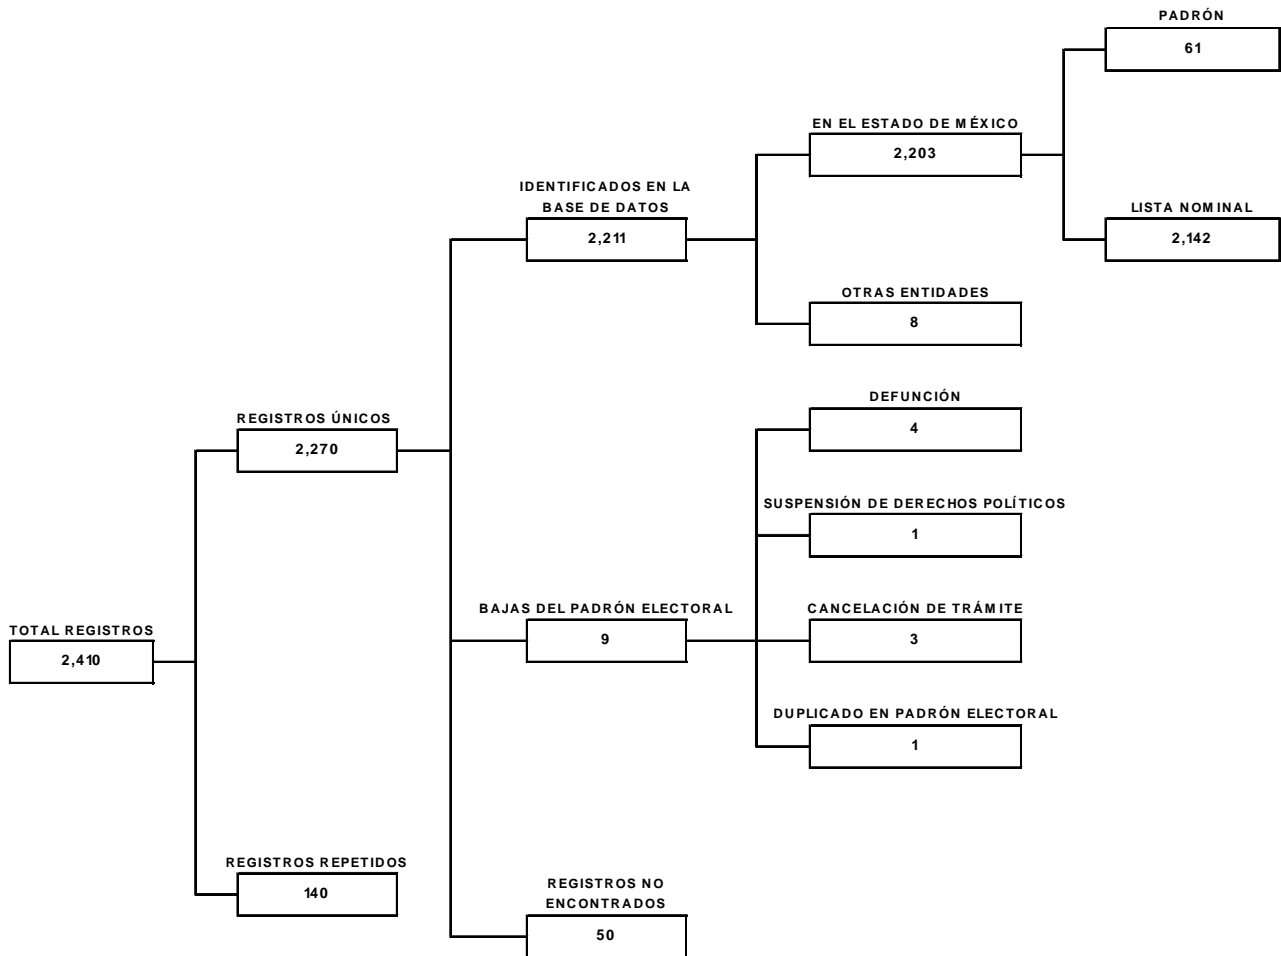 PADRÓN
61
EN EL ESTADO DE MÉXICO
2,203
IDENTIFICADOS EN LA
BASE DE DATOS
2,211
LISTA NOMINAL
2,142
OTRAS ENTIDADES
8
DEFUNCIÓN
4
REGISTROS ÚNICOS
2,270
SUSPENSIÓN DE DERECHOS POLÍTICOS
1
BAJAS DEL PADRÓN ELECTORAL
9
CANCELACIÓN DE TRÁMITE
3
TOTAL REGISTROS
2,410
DUPLICADO EN PADRÓN ELECTORAL
1
REGISTROS REPETIDOS
140
REGISTROS NO
ENCONTRADOS
50